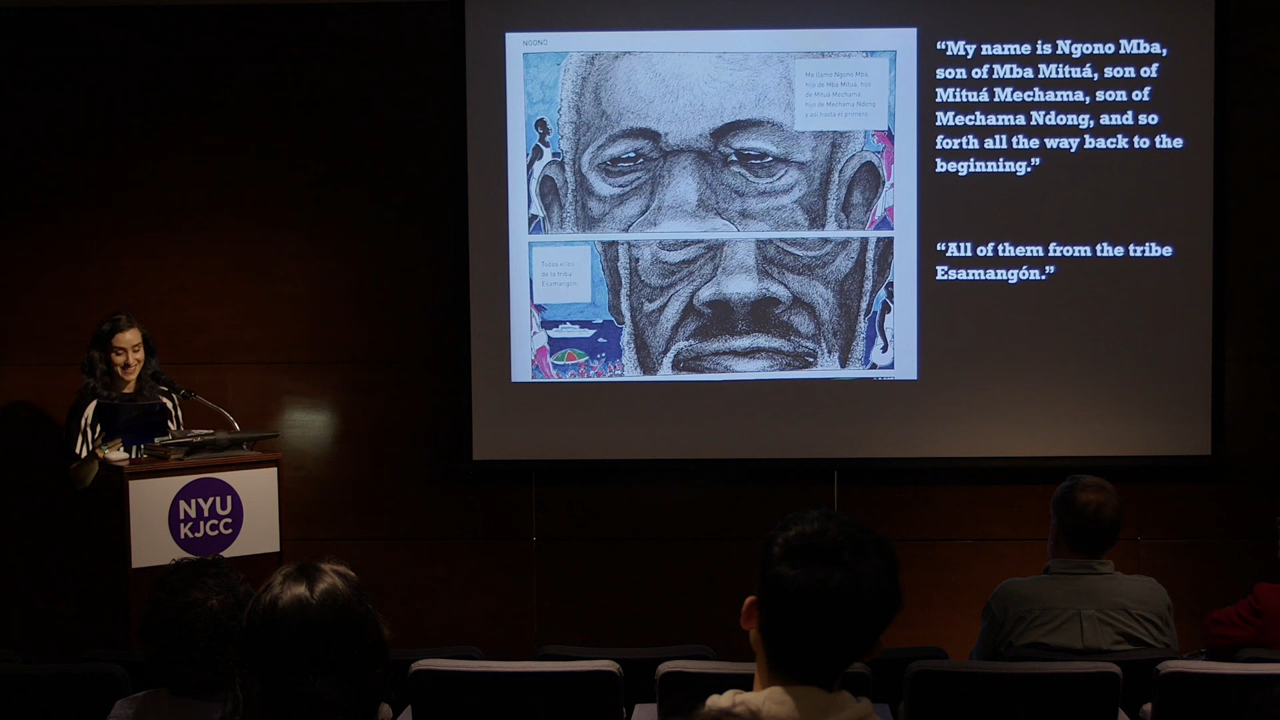 NGONO
Me llamo Ngono Mba,
hijo de Mba Mituá, hijo
de Mituá Mechama,
hijo de Mechama Ndong
y así hasta el primero.
Todos ellos
de la tribu
Esamangón.
“My name is Ngono Mba,
son of Mba Mituá, son of
Mituá Mechama, son of
Mechama Ndong, and so
forth all the way back to the
beginning.”
“All of them from the tribe
Esamangón.”
NYU
KJCC